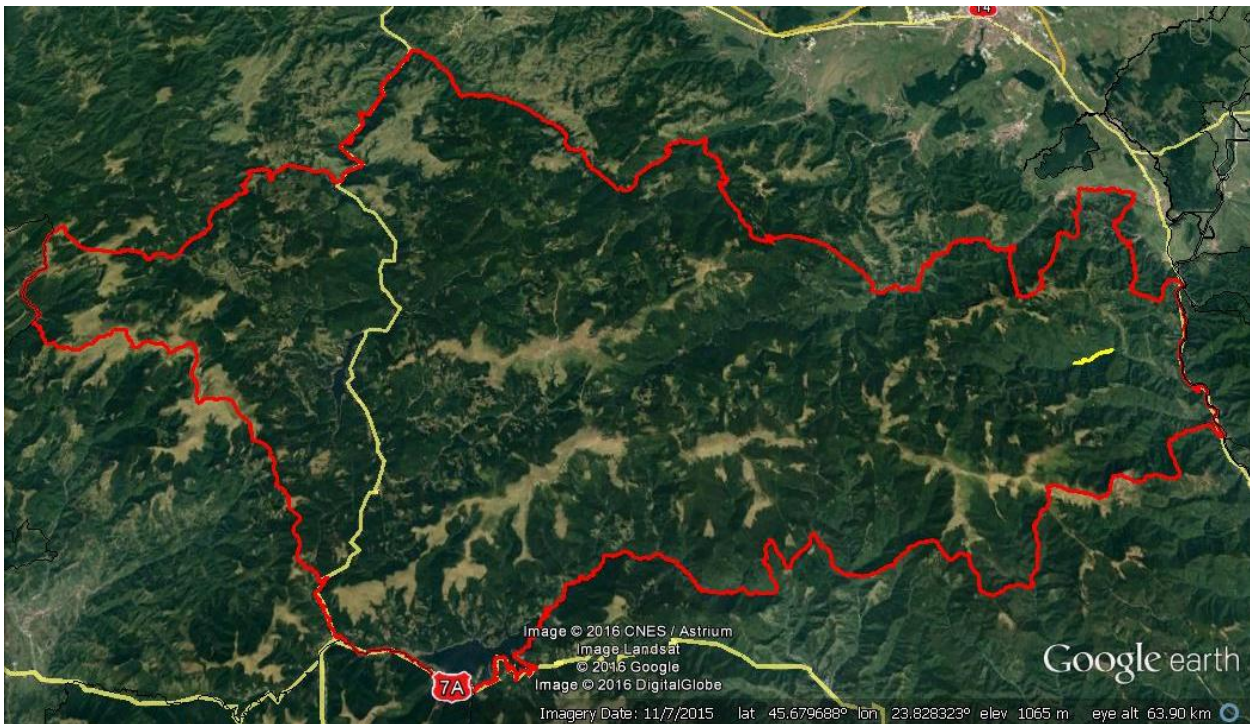 14
7A
Image © 2016 CNES / Astrium
Image Landsat
© 2016 Google
Image © 2016 DigitalGlobe
Google earth
Imagery Date: 11/7/2015 lat 45.679688° lon 23.828323° elev 1065 m eye alt 63.90 km